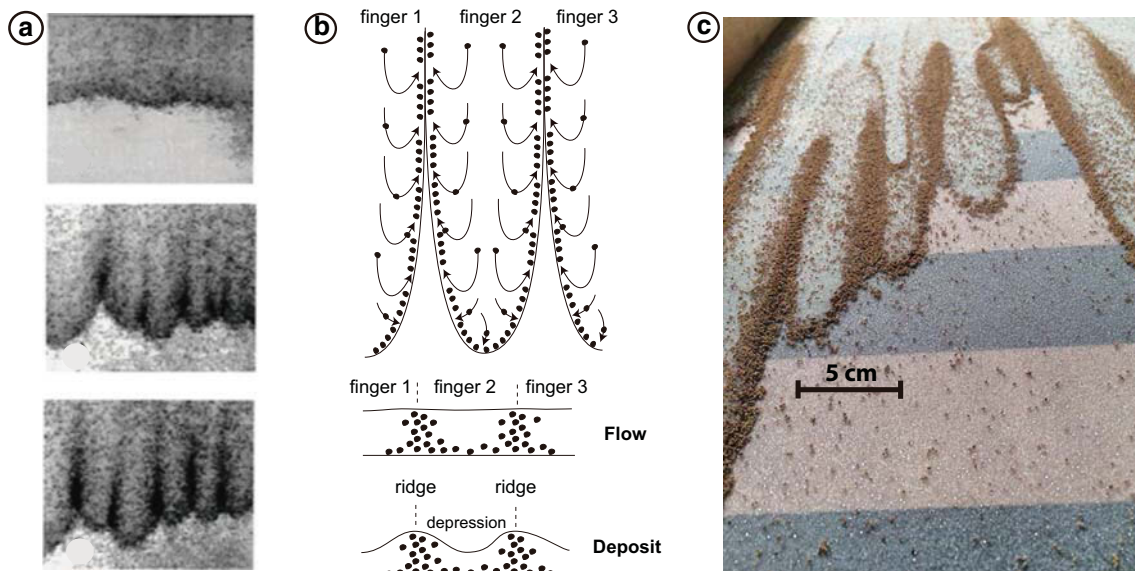 a
b
c
finger 1 finger 2 finger 3
finger 1 finger 2 finger 3
Flow
ridge ridge
depression
Deposit
5 cm